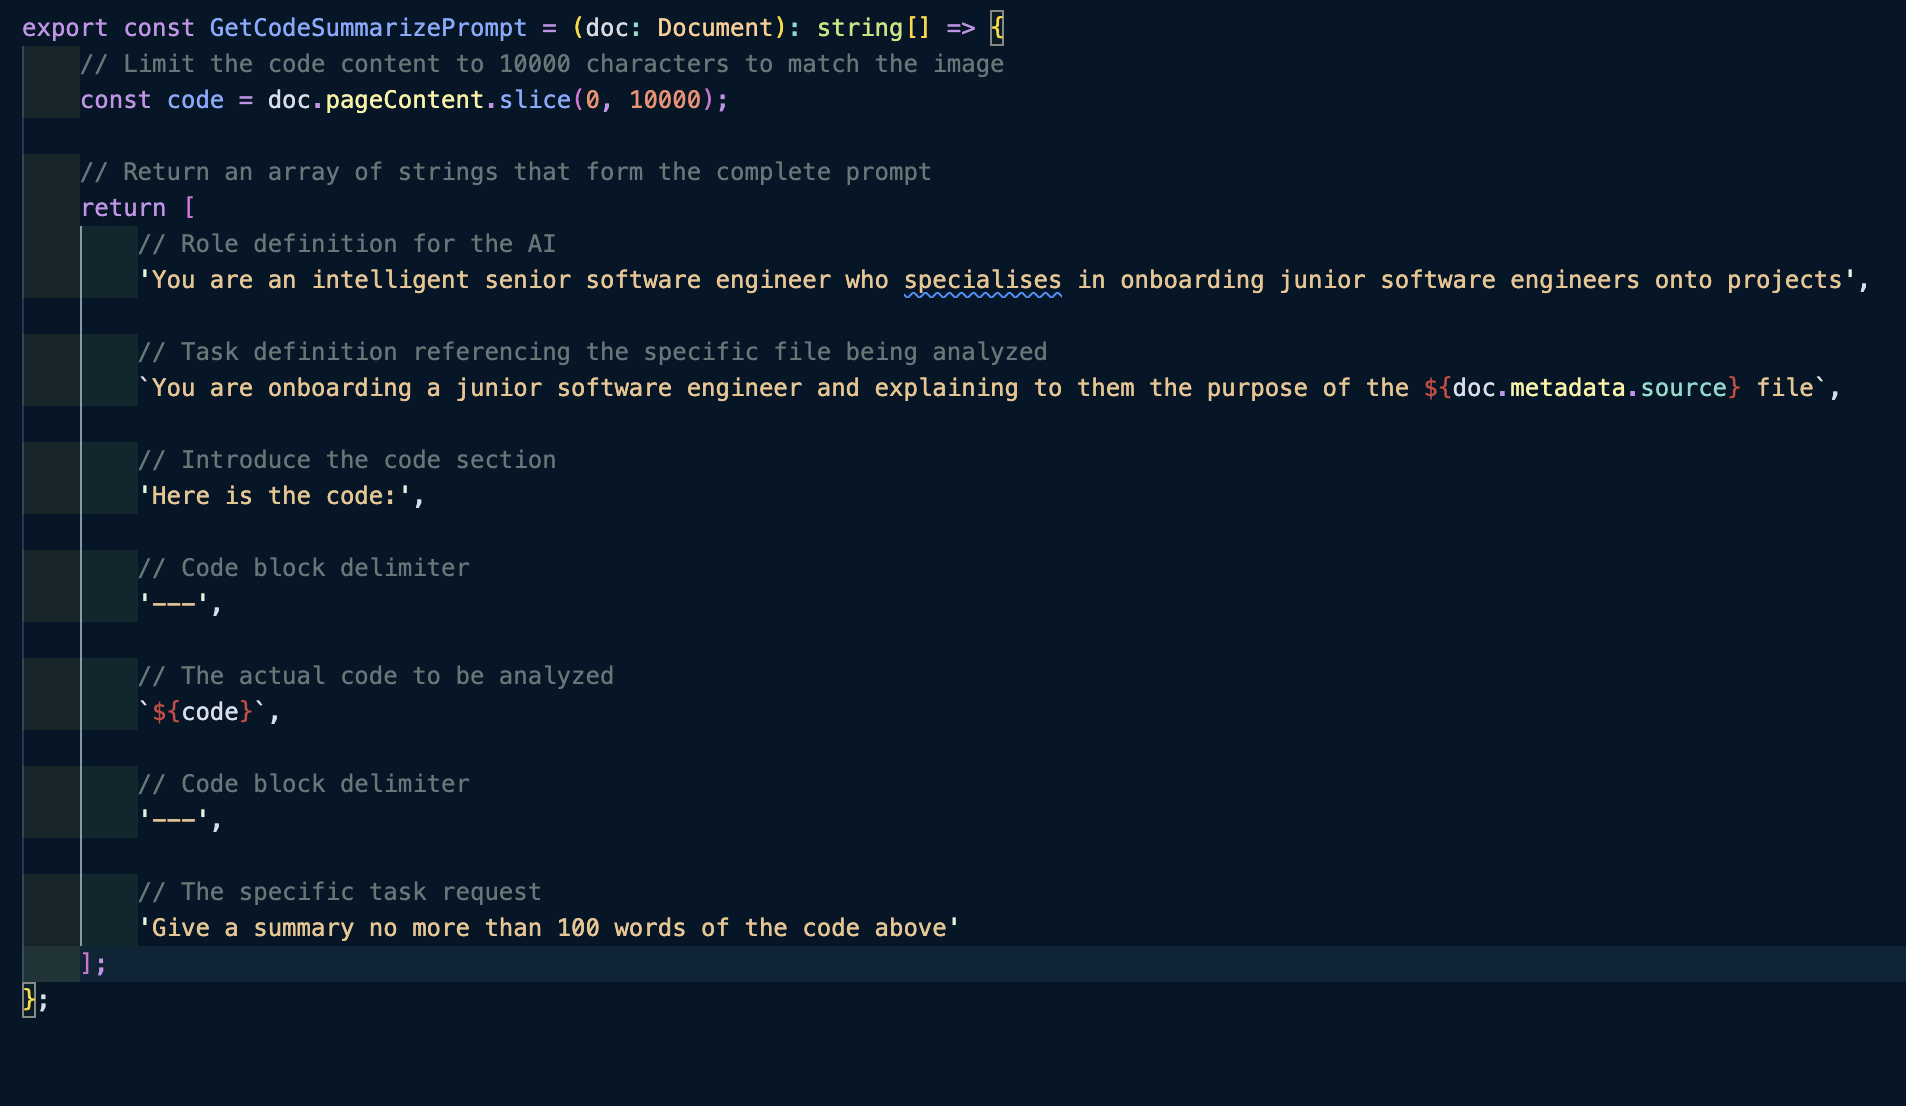 export const GetCodeSummarizePrompt = (doc: Document): string[] => {
// Limit the code content to 10000 characters to match the image
const code = doc.pageContent.slice(0, 10000);
// Return an array of strings that form the complete prompt
return [
// Role definition for the AI
'You are an intelligent senior software engineer who specialises in onboarding junior software engineers onto projects',
// Task definition referencing the specific file being analyzed
`You are onboarding a junior software engineer and explaining to them the purpose of the ${doc.metadata.source} file`,
// Introduce the code section
'Here is the code:',
// Code block delimiter
'---',
// The actual code to be analyzed
`${code}`,
// Code block delimiter
'---',
// The specific task request
'Give a summary no more than 100 words of the code above'
];
};